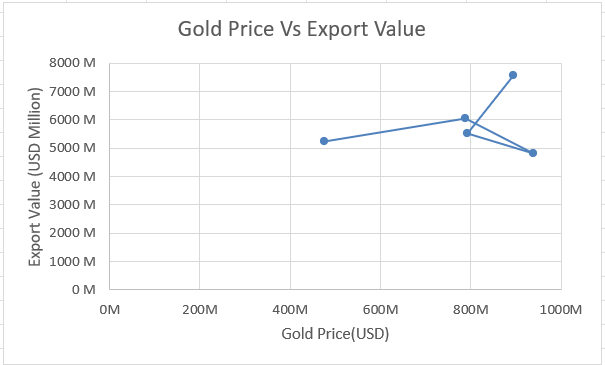 Gold Price Vs Export Value
8000 M
7000 M
6000 M
5000 M
4000 M
3000 M
2000 M
1000 M
0 M
Export Value (USD Million)
0M 200M 400M 600M 800M 1000M
Gold Price(USD)